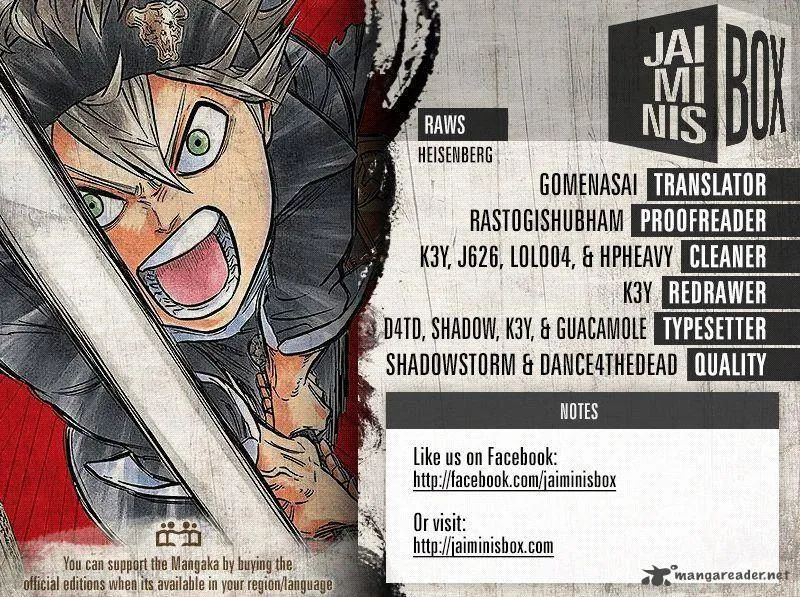 JAI
MI
NIS
BOX
RAWS
HEISENBERG
GOMENASAI TRANSLATOR
RASTOGISHUBHAM PROOFREADER
K3Y, J626, LOL004, & HPHEAVY CLEANER
K3Y REDRAWER
D4TD, SHADOW, K3Y, & GUACAMOLE TYPESETTER
SHADOWSTORM & DANCE4THEDEAD QUALITY
NOTES
Like us on Facebook:
http://facebook.com/jaiminisbox
Or visit:
http://jaiminisbox.com
You can support the Mangaka by buying the
official editions when its available in your region/language
mangareader.net